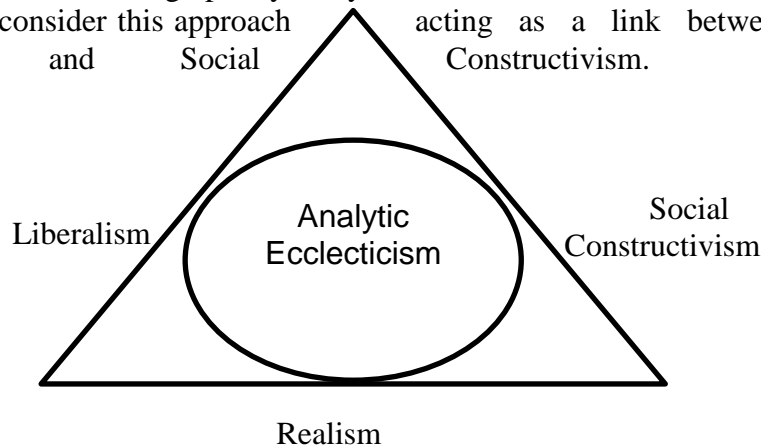 consider this approach acting as a link betwe
and Social Constructivism.
Analytic
Ecclecticism
Liberalism
Social
Constructivism
Realism